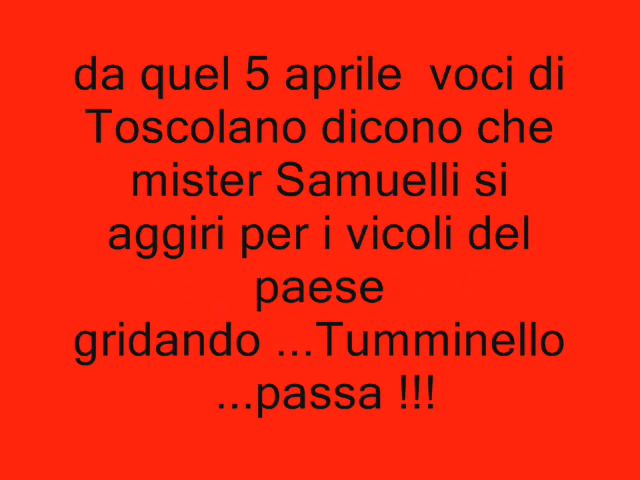 da quel 5 aprile  voci di
Toscolano dicono che
mister Samuelli si
aggiri per i vicoli del
paese
gridando ...Tumminello
...passa !!!